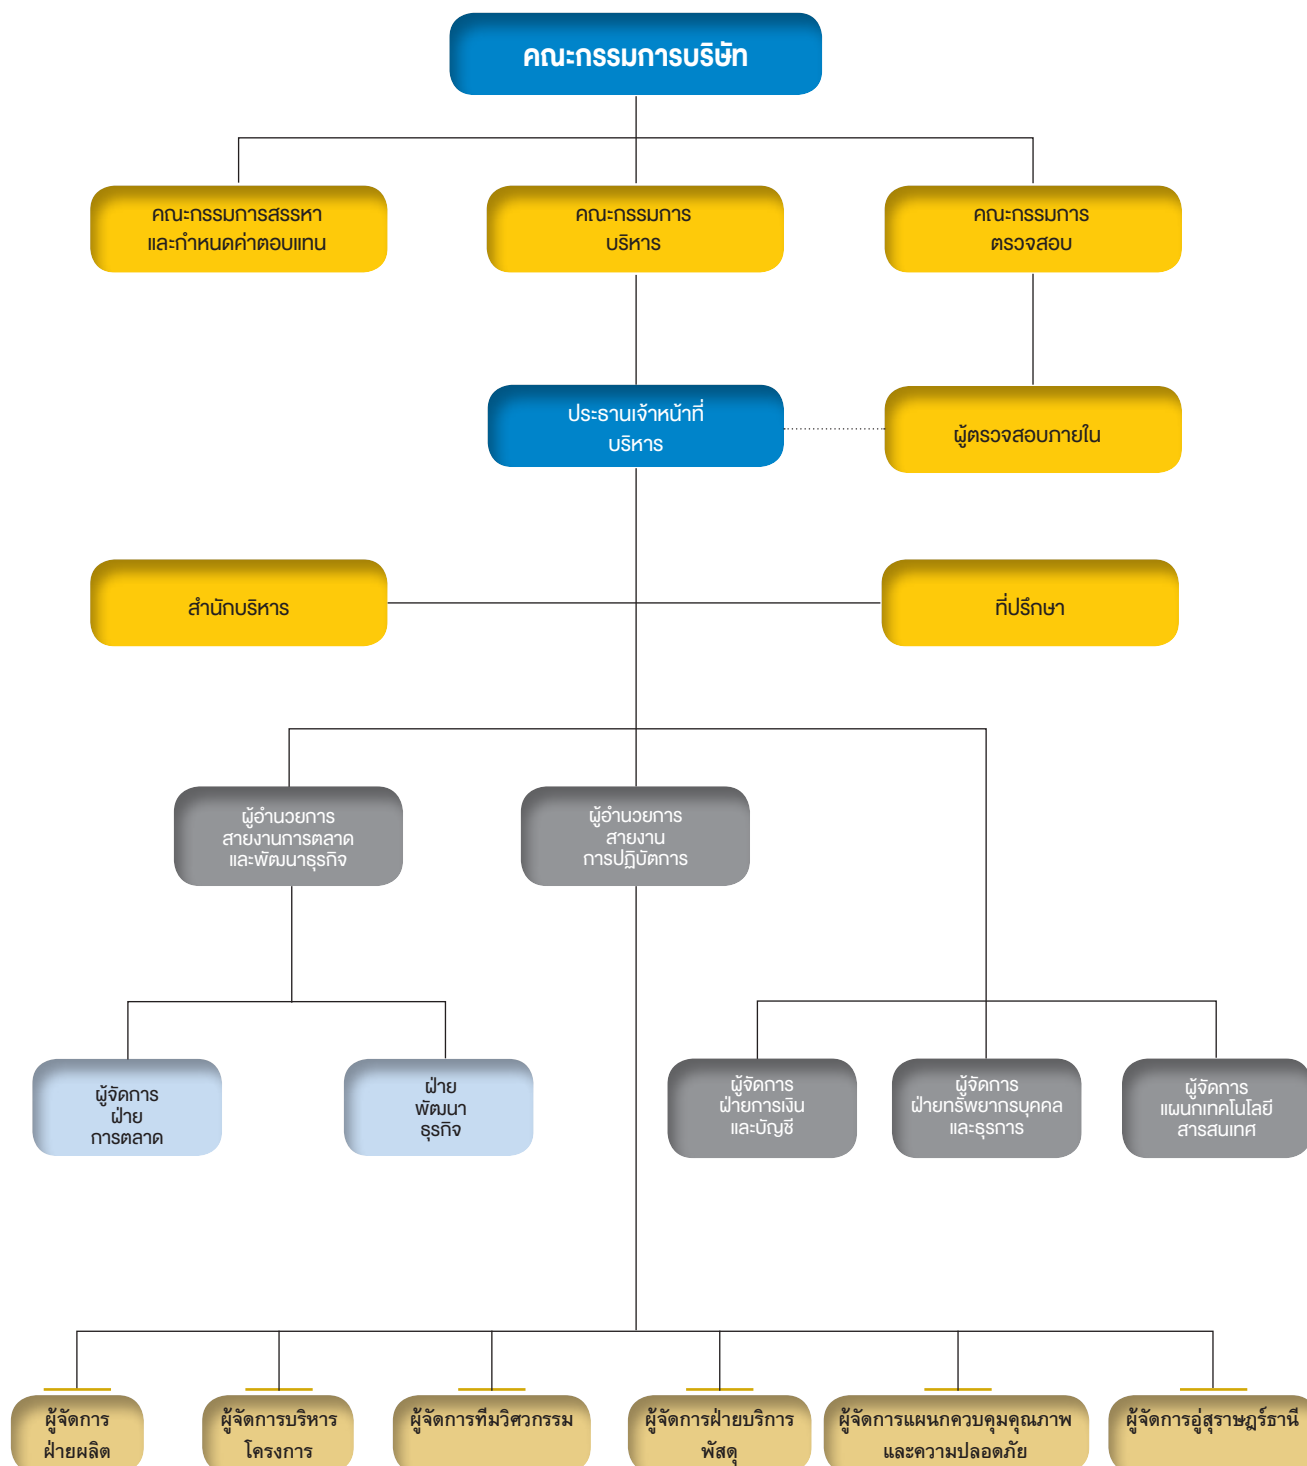 คณะกรรมการบริษัท
คณะกรรมการสรรหา
และกำหนดค่าตอบแทน
คณะกรรมการ
บริหาร
คณะกรรมการ
ตรวจสอบ
ประธานเจ้าหน้าที่
บริหาร
ผู้ตรวจสอบภายใน
สำนักบริหาร
ที่ปรึกษา
ผู้อำนวยการ
สายงานการตลาด
และพัฒนาธุรกิจ
ผู้อำนวยการ
สายงาน
การปฏิบัตการ
ผู้จัดการ
ฝ่าย
การตลาด
ฝ่าย
พัฒนา
ธุรกิจ
ผู้จัดการ
ฝ่ายการเงิน
และบัญชี
ผู้จัดการ
ฝ่ายทรัพยากรบุคคล
และธุรการ
ผู้จัดการ
แผนกเทคโนโลยี
สารสนเทศ
ผู้จัดการ
ฝ่ายผลิต
ผู้จัดการบริหาร
โครงการ
ผู้จัดการทีมวิศวกรรม
ผู้จัดการฝ่ายบริการ
พัสดุ
ผู้จัดการแผนกควบคุมคุณภาพ
และความปลอดภัย
ผู้จัดการอู่สุราษฎร์ธานี